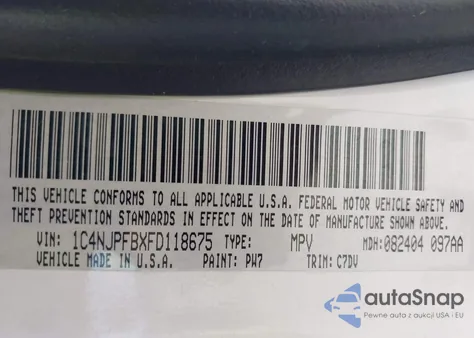 THIS VEHICLE CONFORMS TO ALL APPLICABLE U.S.A. FEDERAL MOTOR VEHICLE SAFETY AND
THEFT PREVENTION STANDARDS IN EFFECT ON THE DATE OF MANUFACTURE SHOWN ABOVE.
VIN: 1C4NJPFBXFD118675 TYPE: MPV MDH: 082404 097AA
VEHICLE MADE IN U.S.A. PAINT: PW7 TRIM: C7DV
autoSnap
Pewne auta z aukcji USA - EU